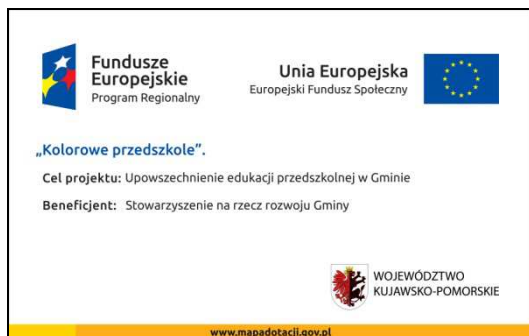 Fundusze
Europejskie
Program Regionalny
Unia Europejska
Europejski Fundusz Społeczny
„Kolorowe przedszkole”.
Cel projektu: Upowszechnienie edukacji przedszkolnej w Gminie
Beneficjent: Stowarzyszenie na rzecz rozwoju Gminy
WOJEWÓDZTWO
KUJAWSKO-POMORSKIE
www.mapadotacji.gov.pl